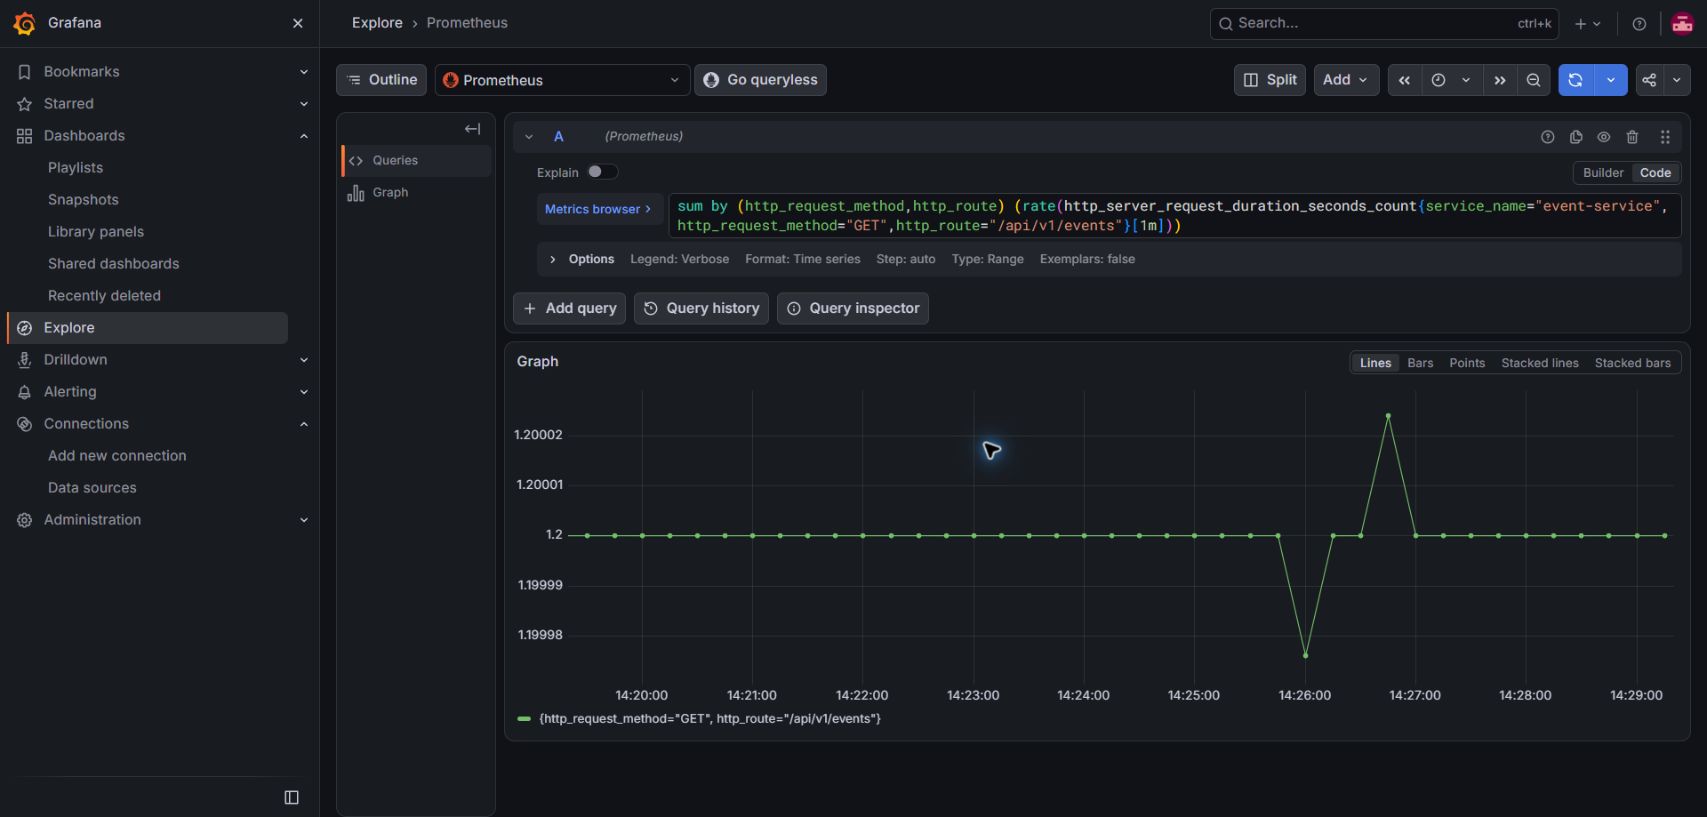 Grafana
Explore › Prometheus
Search...
ctrl+k
Bookmarks
Starred
Dashboards
Playlists
Snapshots
Library panels
Shared dashboards
Recently deleted
Explore
Drilldown
Alerting
Connections
Add new connection
Data sources
Administration
Outline
Prometheus
Go queryless
Split
Add
Queries
Graph
A (Prometheus)
Explain
Builder Code
Metrics browser >
sum by (http_request_method,http_route) (rate(http_server_request_duration_seconds_count{service_name="event-service",
http_request_method="GET",http_route="/api/v1/events"}[1m]))
Options Legend: Verbose Format: Time series Step: auto Type: Range Exemplars: false
+ Add query
Query history
Query inspector
Graph
Lines Bars Points Stacked lines Stacked bars
1.20002
1.20001
1.2
1.19999
1.19998
14:20:00 14:21:00 14:22:00 14:23:00 14:24:00 14:25:00 14:26:00 14:27:00 14:28:00 14:29:00
{http_request_method="GET", http_route="/api/v1/events"}